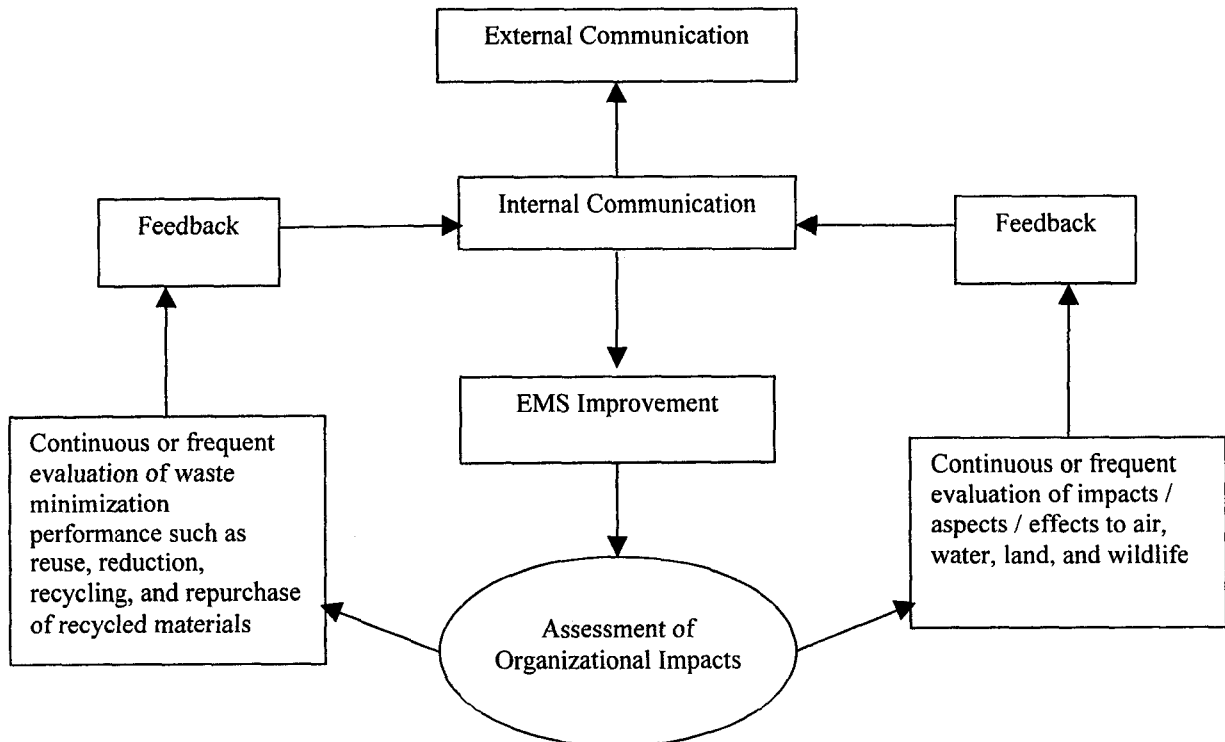 External Communication
Internal Communication
Feedback
Feedback
EMS Improvement
Continuous or frequent
evaluation of waste
minimization
performance such as
reuse, reduction,
recycling, and repurchase
of recycled materials
Continuous or frequent
evaluation of impacts /
aspects / effects to air,
water, land, and wildlife
Assessment of
Organizational Impacts